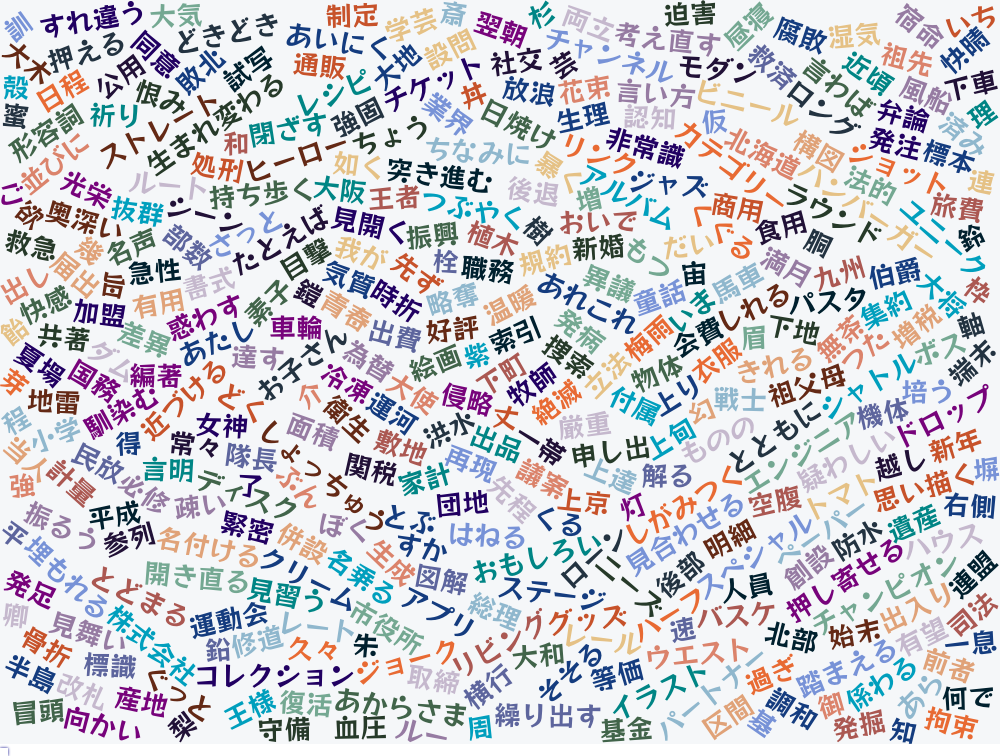 訓 すれ違う 大気 どきどき 制定 学芸 斎 翌朝 杉 両立 考え直す 迫害 昼寝 腐敗 湿気 宿命 いち
大木 押える 同意 敗北 試写 あいにく 設問 チャンネル モダン 救済 言わば 近頃 祖先 快晴
殻 日程 公用 恨み 通販 レシピ 大地 チケット 社交 芸 放浪 花束 言い方 ビニール ロング 風船 下車
蜜 形容詞 祈り ストレート 生まれ変わる 強固 業界 丼 日焼け 生理 認知 仮 弁論 済み 理
並びに 処刑 和 閉ざす ヒーロー ちょう ちなみに 非常識 カテゴリー 北海道 構図 ショット 発注 標本
ご 光栄 ルート 持ち歩く 大阪 如く 突き進む 暴く リンク ジャズ ハンバーガー 法的 連
欲 奥深い 抜群 シーン さっと たとえば 見開く 王者 つぶやく 後退 増 アルバム 商用 ラウンド ユニーク 旅費
救急 幾 名声 部数 目撃 我が 振興 植木 樹 おいで くぐる 食用 胴 鈴
出し 届出 旨 急性 書式 気質 先ず 栓 職務 規約 新婚 もつ だい 宙 満月 九州 伯爵 大将 枠
飴 快感 加盟 有用 素子 鎧 時折 略奪 温暖 あれこれ 異議 童話 いま 馬車 しれる パスタ 集約
共著 差異 惑わす 車輪 青春 出費 好評 索引 発病 梅雨 会費 眉 下地 無茶 増税 軸
夏場 ダム あたし 達す お子さん 為替 絵画 紫 下町 捜索 立法 物体 衣服 きれる つた ボス 端末
芽 国務 編著 近づける 冷凍 大使 侵略 牧師 絶滅 付属 上り 祖父母 シャトル 培う
地雷 馴染む どく 介 衛生 運河 丈 厳重 幻 戦士 機体 ドロップ
程 小学 得 女神 しょっちゅう 面積 敷地 洪水 出品 一帯 申し出 上旬 ものの とともに エンジニア 疑わしい 新年
当人 計量 民放 常々 隊長 関税 家計 再現 議案 上達 解る しがみつく トマト 越し 堀
強 必修 言明 ディスク 了 ぶん 団地 先程 上京 灯 空腹 思い描く 右側
振るう 平成 疎い 緊密 ぼく とぶ はねる くる 見合わせる スペシャル ペーパー 防水 遺産
平 参列 名付ける 併設 生成 ずか おもしろい ローン 明細 創設 ハウス
埋もれる 開き直る クリーム 名乗る 図解 ステージ ローズ 後部 人員 押し寄せる 連盟
発足 とどまる 見習う 市役所 アプリ 総理 グッズ ハーフ バスケ チャンピオン 出入り 司法
卿 見舞い 株式会社 運動会 レート 朱 リビング レール 速 北部 始末 有望 一息
骨折 標識 鉛 修道 久々 ジョーク 大和 ウエスト 踏まえる 前者
半島 改札 ぐっと コレクション 取締 横行 そそる 等価 イラスト パートナー 過ぎ 係わる あら 何で
冒頭 向かい 産地 梨 王様 復活 あからさま 守備 血圧 ルー 周 繰り出す 基金 区間 基 調和 御 発掘 知 拘束